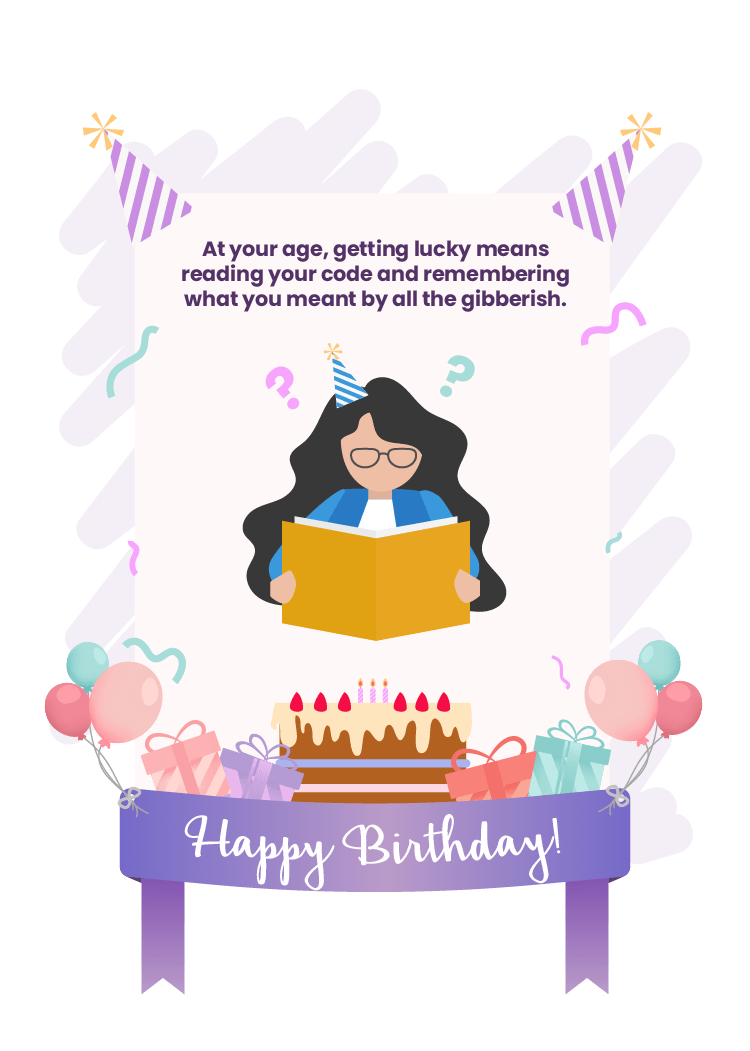 At your age, getting lucky means
reading your code and remembering
what you meant by all the gibberish.
? ?
Happy Birthday!